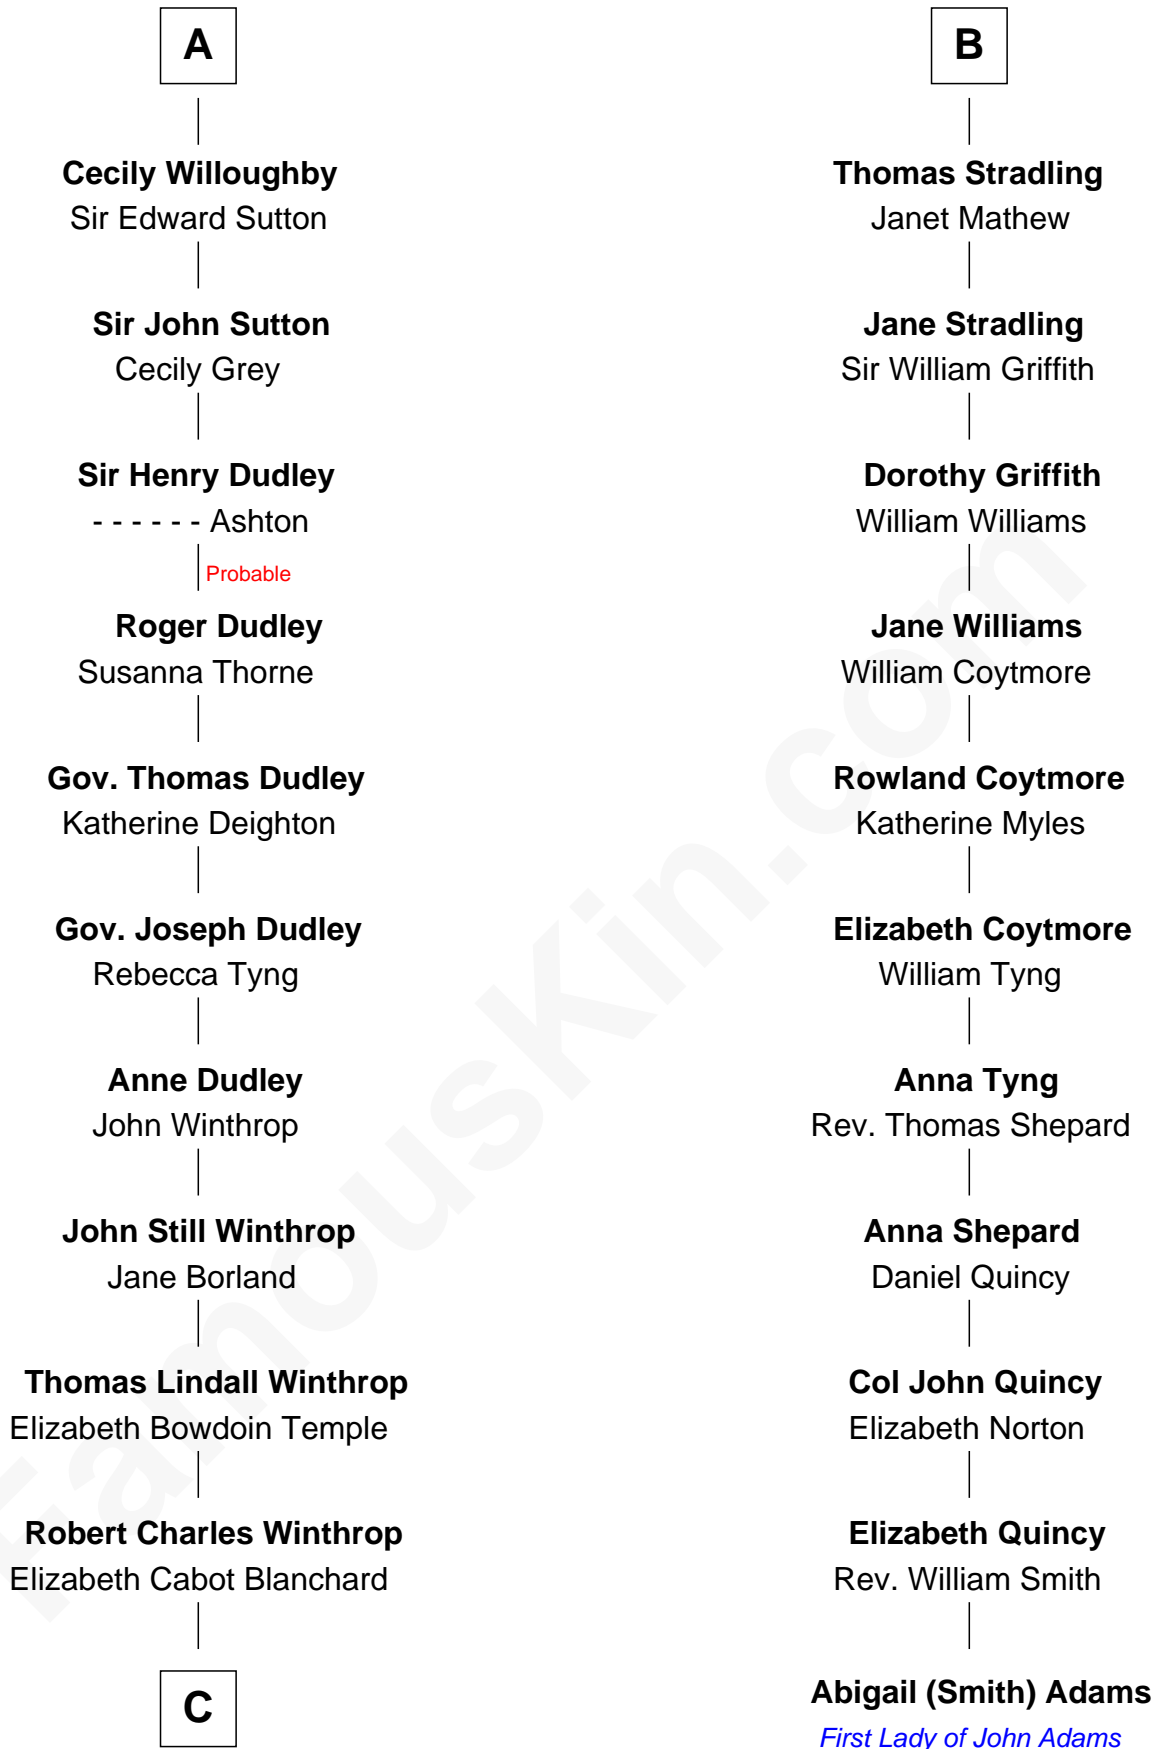 A
Cecily Willoughby
Sir Edward Sutton
Sir John Sutton
Cecily Grey
Sir Henry Dudley
- - - - - - Ashton
Probable
Roger Dudley
Susanna Thorne
Gov. Thomas Dudley
Katherine Deighton
Gov. Joseph Dudley
Rebecca Tyng
Anne Dudley
John Winthrop
John Still Winthrop
Jane Borland
Thomas Lindall Winthrop
Elizabeth Bowdoin Temple
Robert Charles Winthrop
Elizabeth Cabot Blanchard
C
B
Thomas Stradling
Janet Mathew
Jane Stradling
Sir William Griffith
Dorothy Griffith
William Williams
Jane Williams
William Coytmore
Rowland Coytmore
Katherine Myles
Elizabeth Coytmore
William Tyng
Anna Tyng
Rev. Thomas Shepard
Anna Shepard
Daniel Quincy
Col John Quincy
Elizabeth Norton
Elizabeth Quincy
Rev. William Smith
Abigail (Smith) Adams
First Lady of John Adams
FamousKin.com